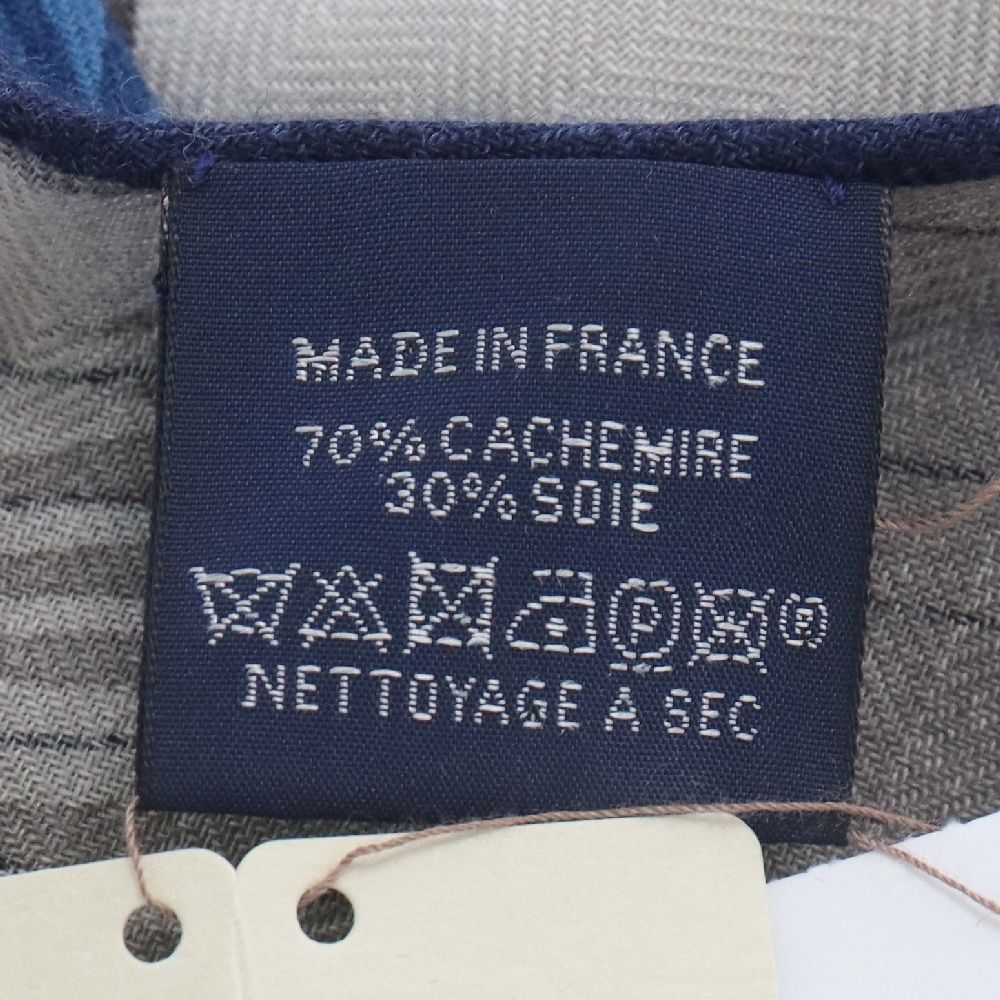 MADE IN FRANCE
70% CACHEMIRE
30% SOIE
P ®
NETTOYAGE A SEC